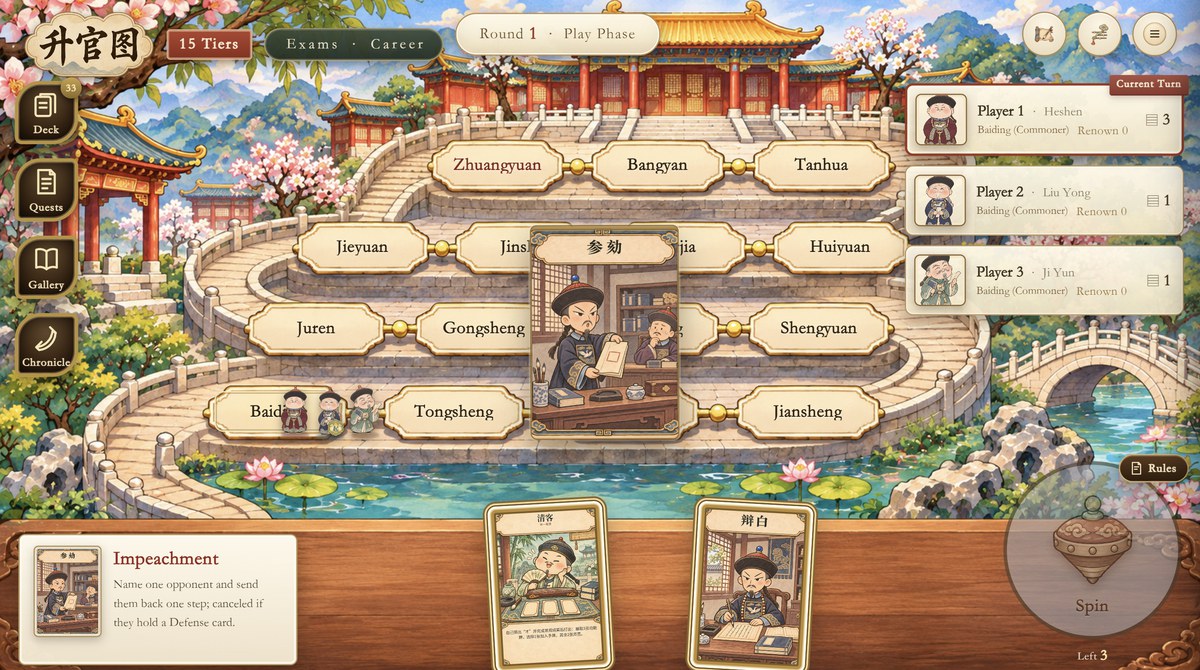 升官图
15 Tiers
Exams · Career
Round 1 · Play Phase
33
Deck
Quests
Gallery
Chronicle
Current Turn
Player 1 · Heshen
Baiding (Commoner) Renown 0
3
Player 2 · Liu Yong
Baiding (Commoner) Renown 0
1
Player 3 · Ji Yun
Baiding (Commoner) Renown 0
1
Zhuangyuan
Bangyan
Tanhua
Jieyuan
Huiyuan
Juren
Gongsheng
Shengyuan
Tongsheng
Jiansheng
参劾
Rules
参劾
Impeachment
Name one opponent and send
them back one step; canceled if
they hold a Defense card.
清客
辩白
Spin
Left 3